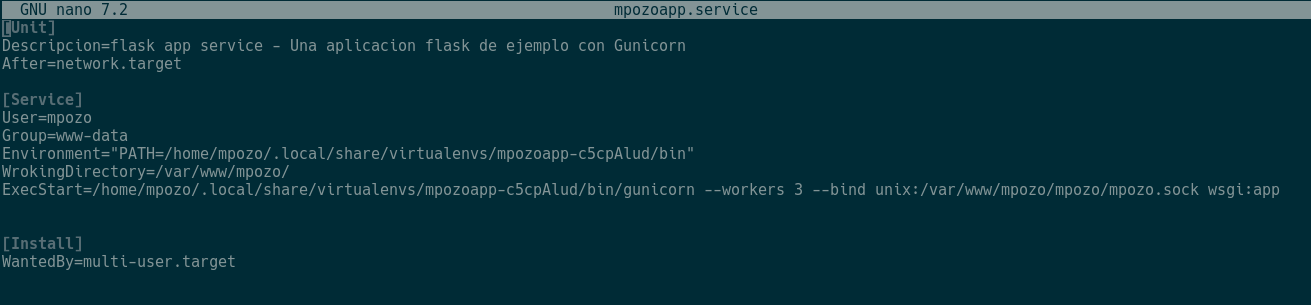 GNU nano 7.2 mpozoapp.service
[Unit]
Descripcion=flask app service - Una aplicacion flask de ejemplo con Gunicorn
After=network.target
[Service]
User=mpozo
Group=www-data
Environment="PATH=/home/mpozo/.local/share/virtualenvs/mpozoapp-c5cpAlud/bin"
WrokingDirectory=/var/www/mpozo/
ExecStart=/home/mpozo/.local/share/virtualenvs/mpozoapp-c5cpAlud/bin/gunicorn --workers 3 --bind unix:/var/www/mpozo/mpozo/mpozo.sock wsgi:app
[Install]
WantedBy=multi-user.target